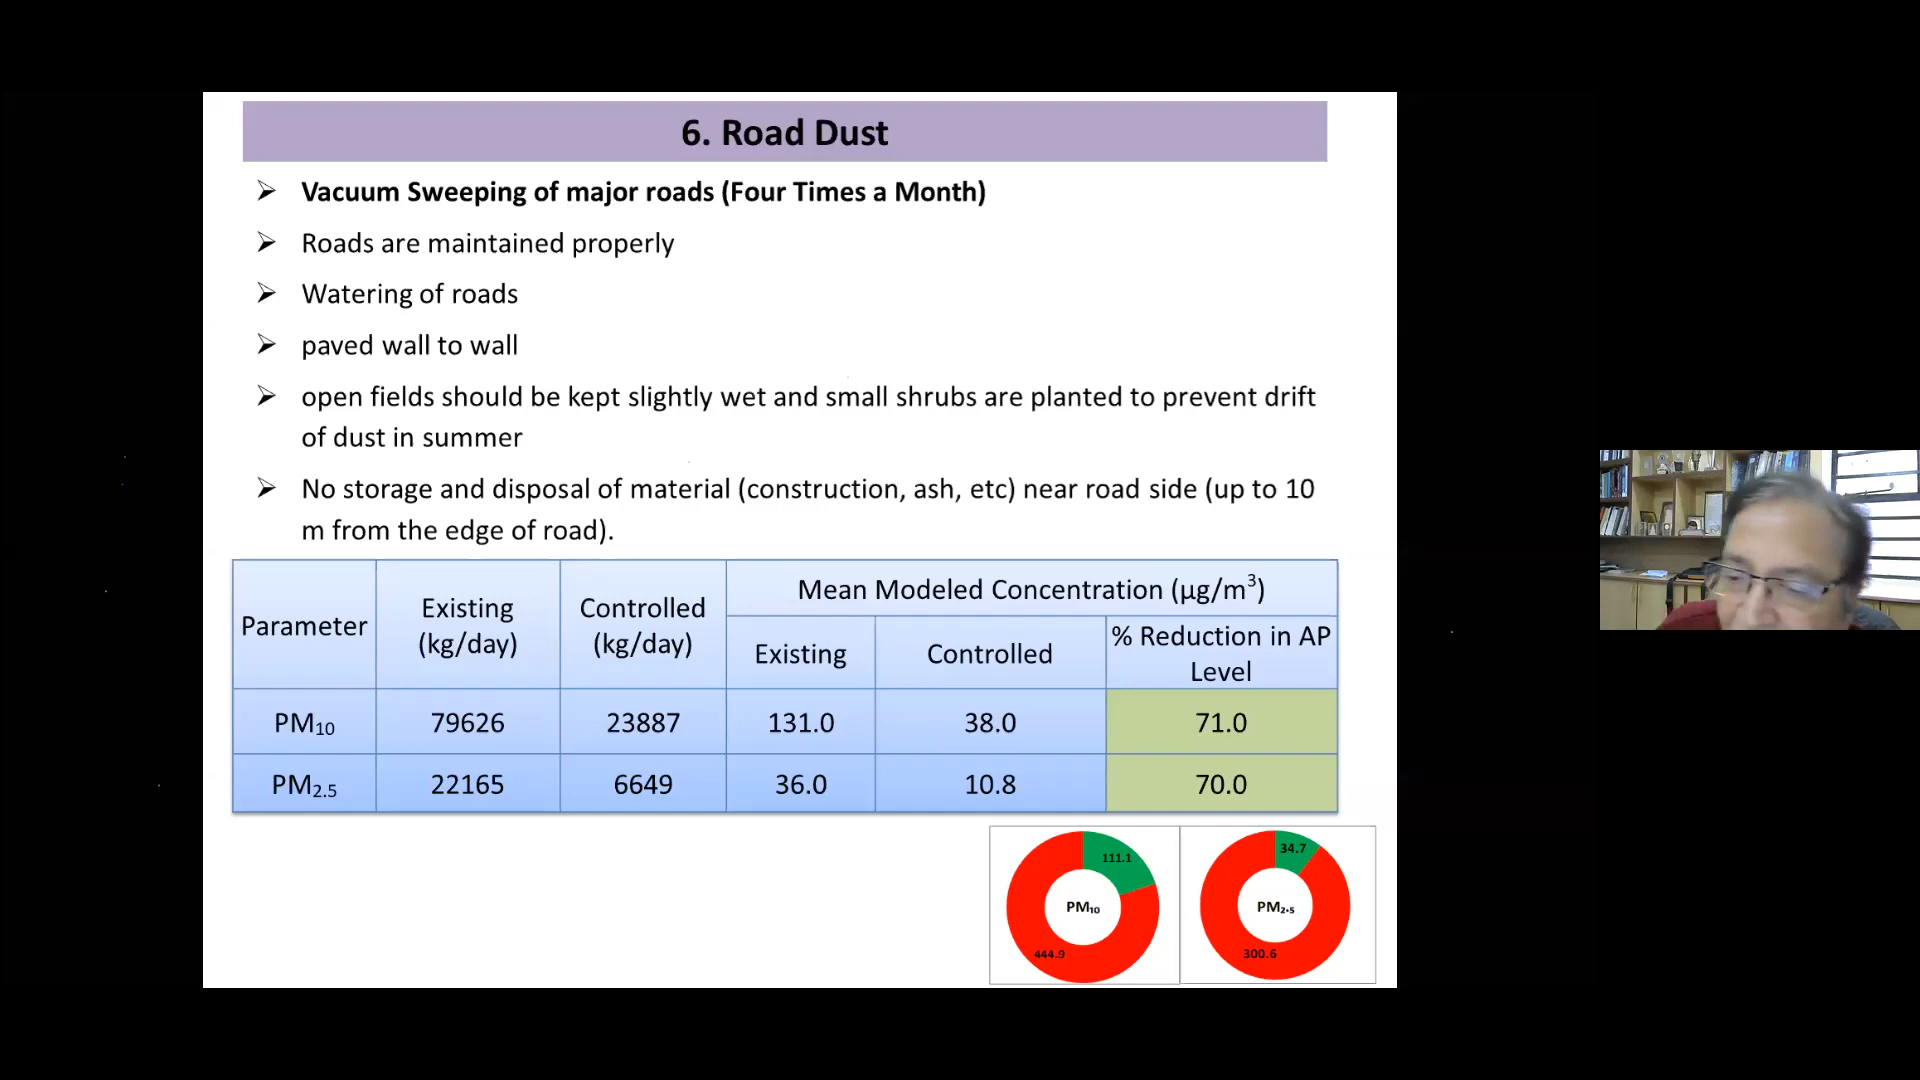 6. Road Dust
➢ Vacuum Sweeping of major roads (Four Times a Month)
➢ Roads are maintained properly
➢ Watering of roads
➢ paved wall to wall
➢ open fields should be kept slightly wet and small shrubs are planted to prevent drift
of dust in summer
➢ No storage and disposal of material (construction, ash, etc) near road side (up to 10
m from the edge of road).
Parameter Existing (kg/day) Controlled (kg/day) Mean Modeled Concentration (µg/m³)
Existing Controlled % Reduction in AP Level
PM₁₀ 79626 23887 131.0 38.0 71.0
PM₂.₅ 22165 6649 36.0 10.8 70.0
111.1
PM₁₀
444.9
34.7
PM₂.₅
300.6